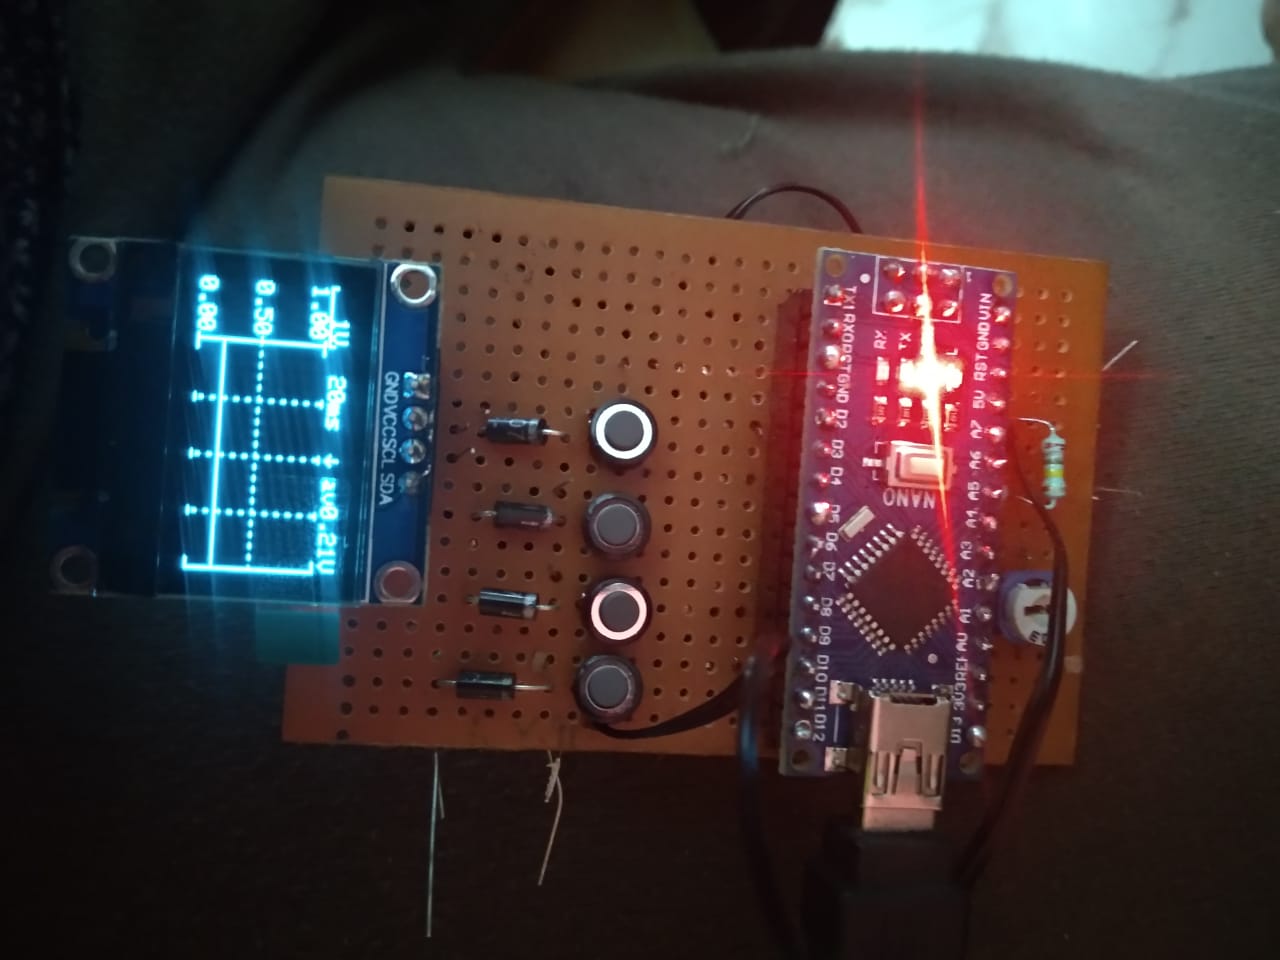 1V 20ms av0.21V
1.00
0.50
0.00
GND VCC SCL SDA
TX1 RX0 RST GND D2 D3 D4 D5 D6 D7 D8 D9 D10 D11 D12
RX TX
NANO
VIN GND RST 5V A7 A6 A5 A4 A3 A2 A1 A0 REF 3V3 D13